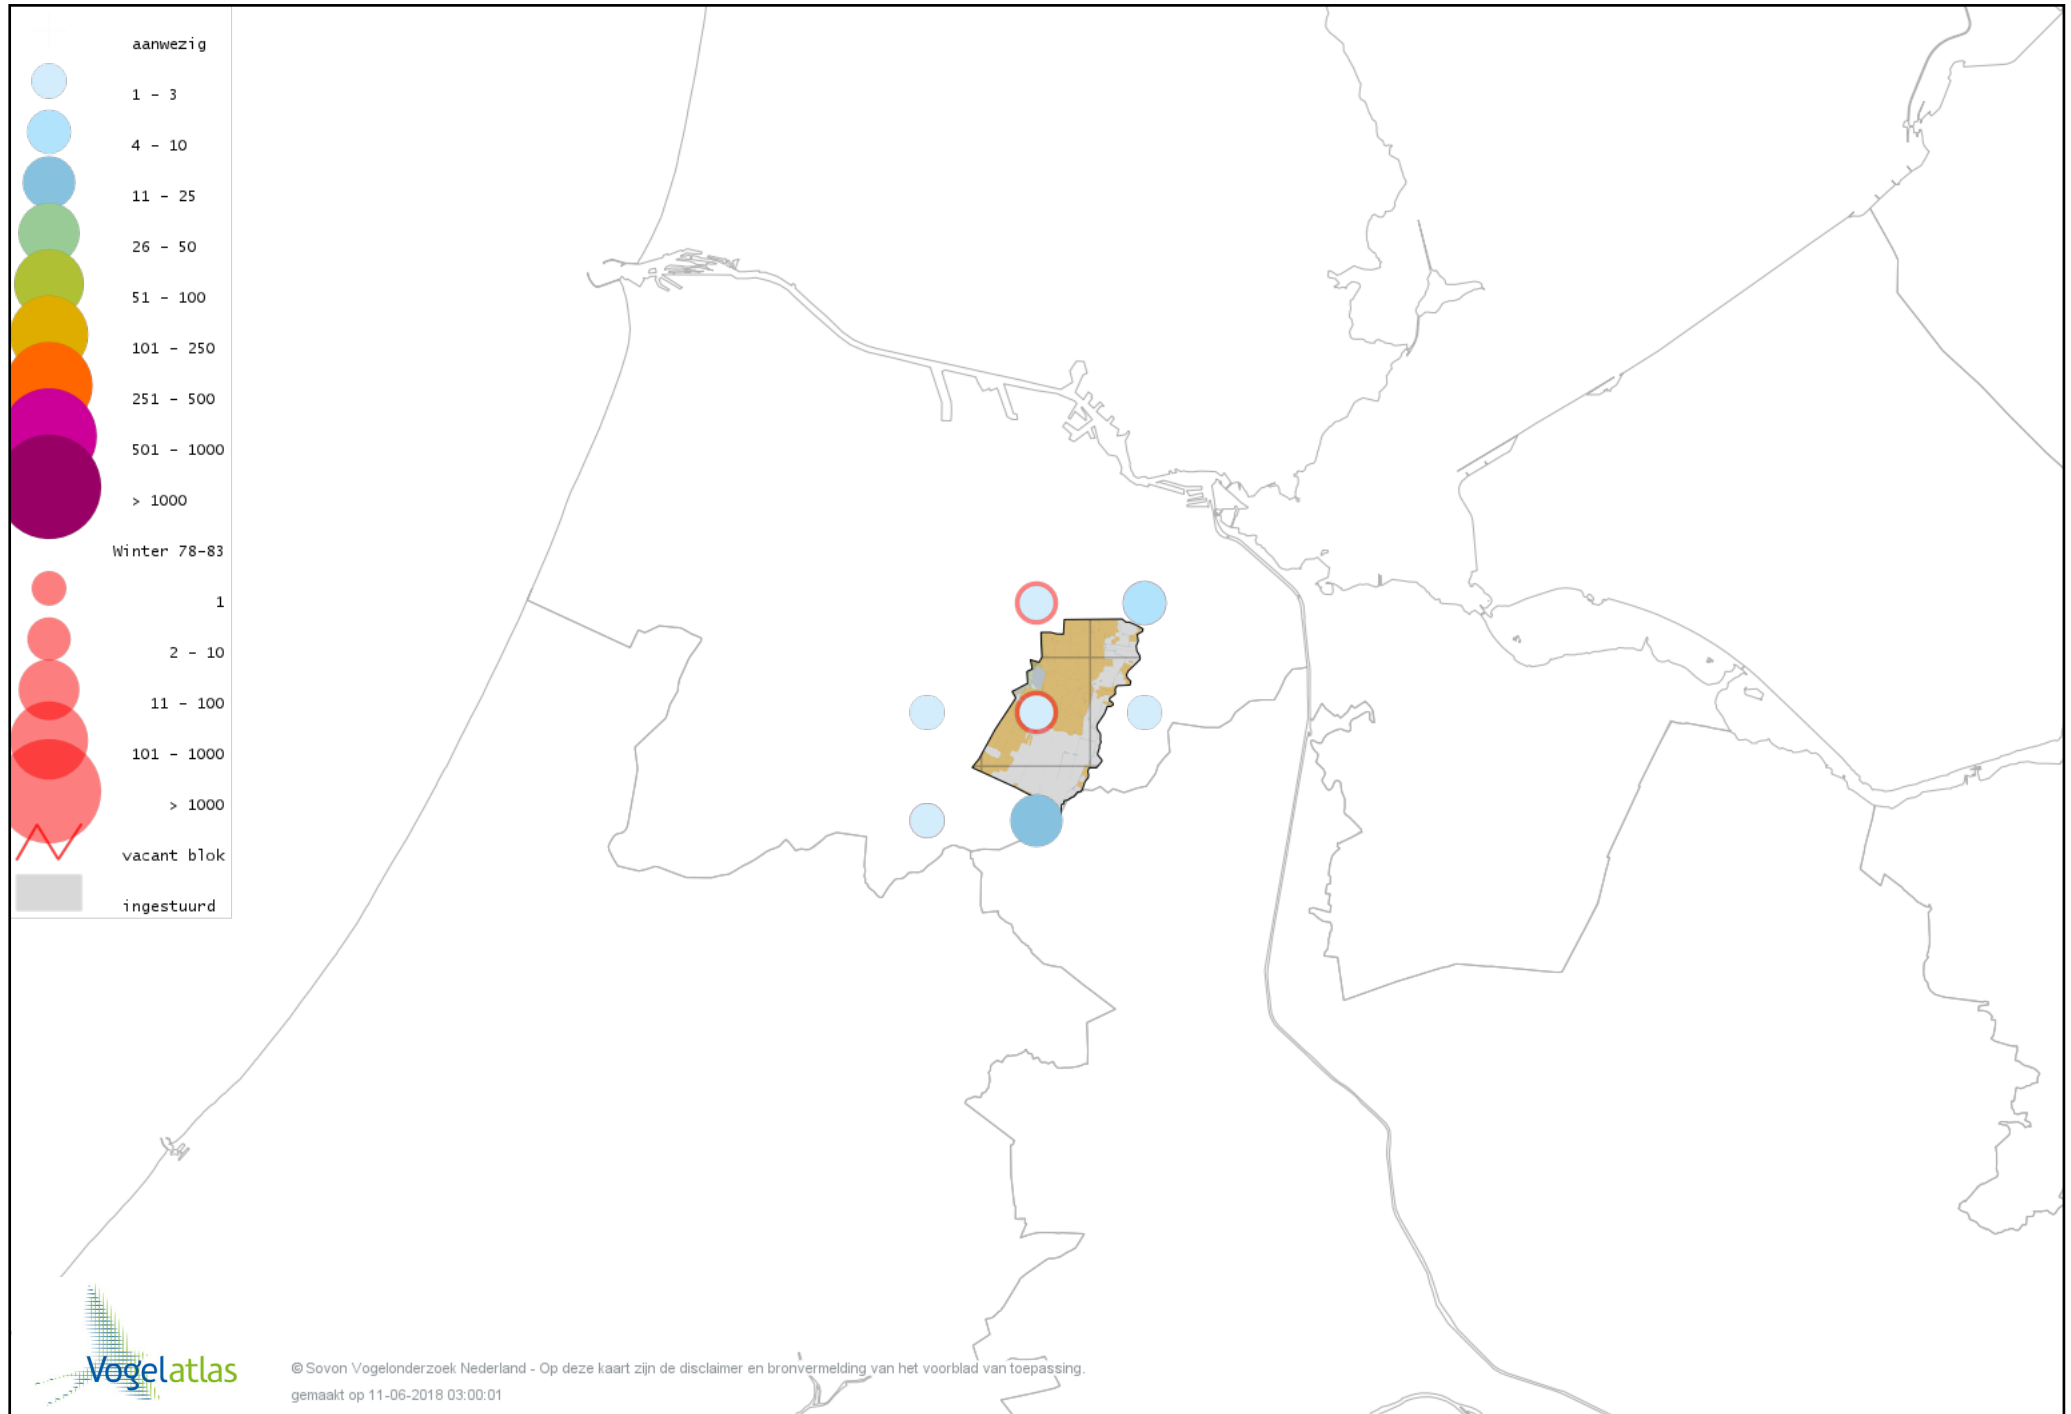 aanwezig
1 - 3
4 - 10
11 - 25
26 - 50
51 - 100
101 - 250
251 - 500
501 - 1000
> 1000
Winter 78-83
1
2 - 10
11 - 100
101 - 1000
> 1000
vacant blok
ingestuurd
Vogelatlas
© Sovon Vogelonderzoek Nederland - Op deze kaart zijn de disclaimer en bronvermelding van het voorblad van toepassing.
gemaakt op 11-06-2018 03:00:01